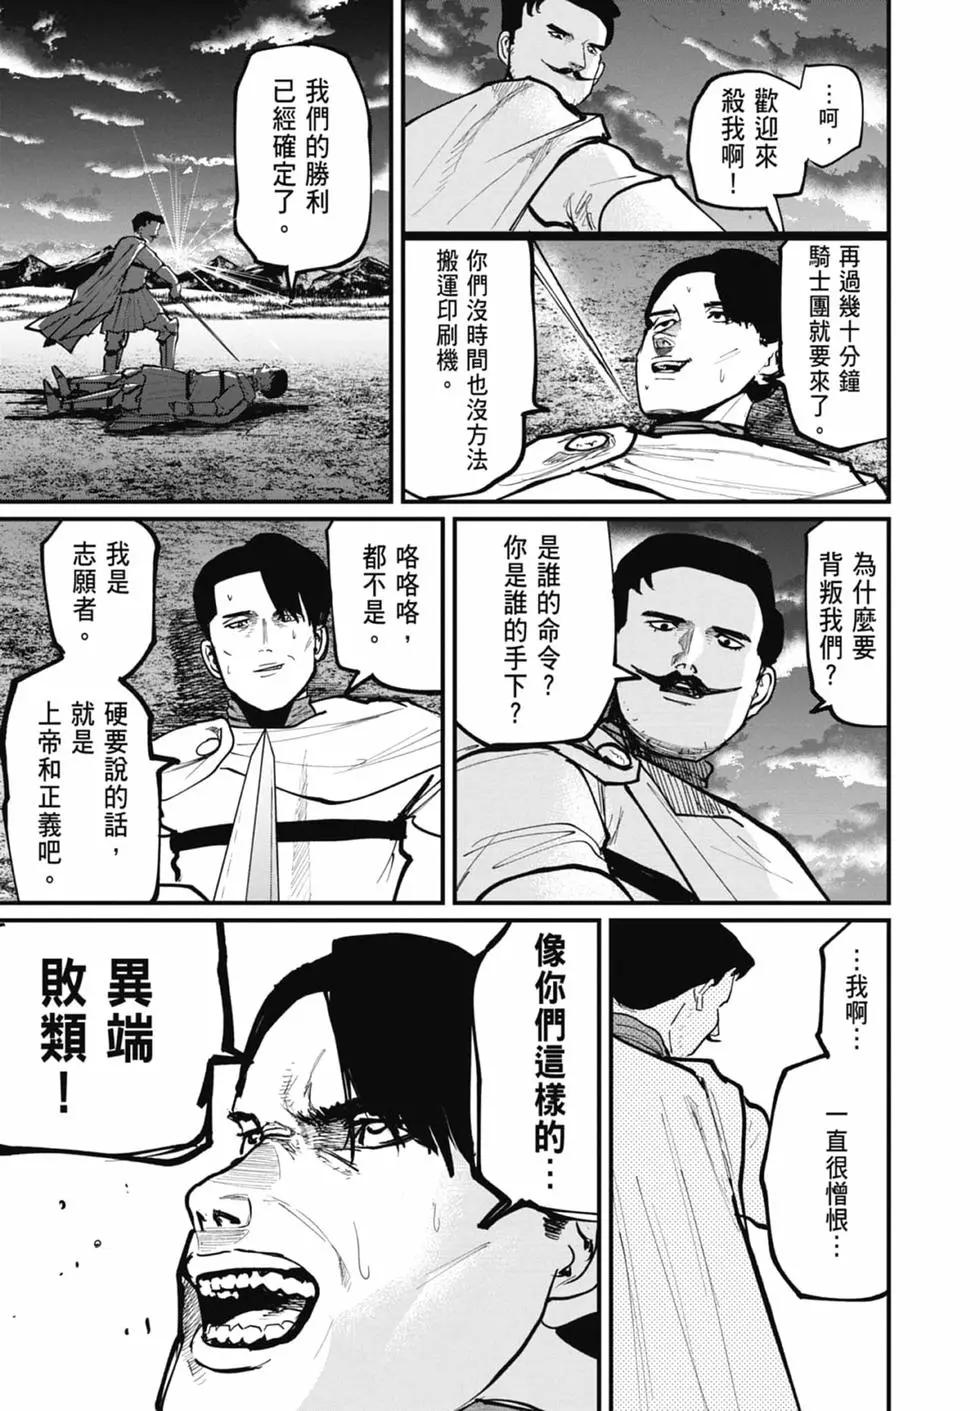 …呵，
歡迎來
殺我啊！
再過幾十分鐘
騎士團就要來了。
你們沒時間也沒方法
搬運印刷機。
我們的勝利
已經確定了。
為什麼要
背叛我們？
是誰的命令？
你是誰的手下？
咯咯咯，
都不是。
我是
志願者。
硬要說的話，
就是
上帝和正義吧。
…我啊…
一直很憎恨…
像你們這樣的…
異端
敗類！